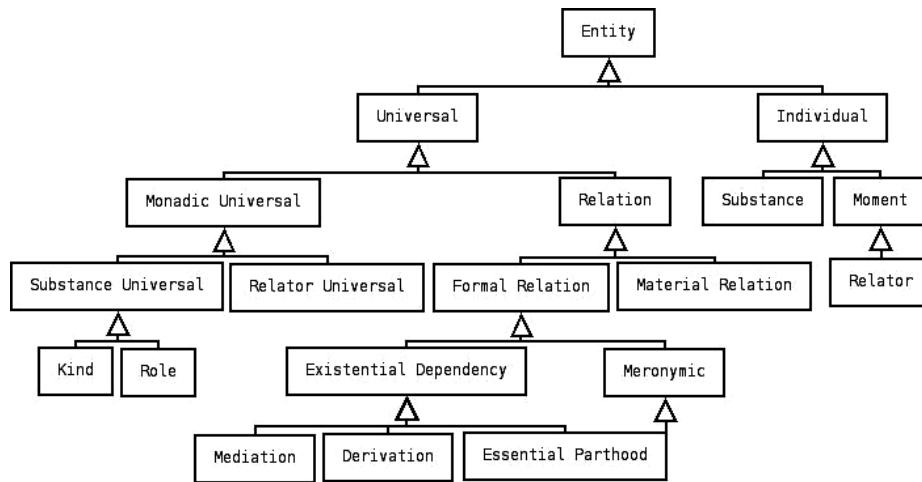 Entity
Universal
Individual
Monadic Universal
Relation
Substance
Moment
Substance Universal
Relator Universal
Formal Relation
Material Relation
Relator
Kind
Role
Existential Dependency
Meronymic
Mediation
Derivation
Essential Parthood